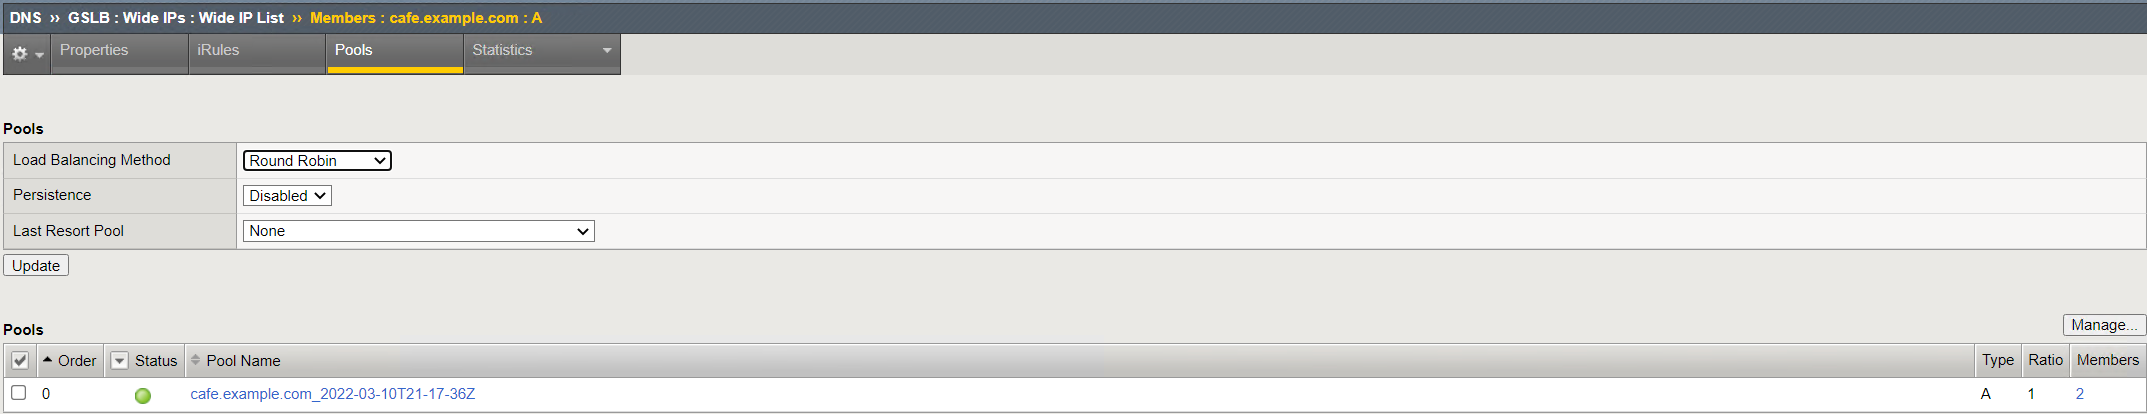 DNS ›› GSLB : Wide IPs : Wide IP List ›› Members : cafe.example.com : A
Properties iRules Pools Statistics
Pools
Load Balancing Method Round Robin
Persistence Disabled
Last Resort Pool None
Update
Pools Manage...
Order Status Pool Name Type Ratio Members
0 cafe.example.com_2022-03-10T21-17-36Z A 1 2